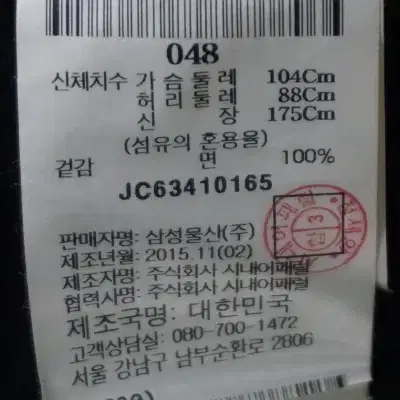 048
신체치수 가슴둘레 104Cm
허리둘레 88Cm
신장 175Cm
(섬유의 혼용율)
겉감 면 100%
JC63410165
판매자명: 삼성물산(주)
제조년월: 2015.11(02)
제조자명: 주식회사 시내어패럴
협력사명: 주식회사 시내어패럴
제조국명: 대한민국
고객상담실: 080-700-1472
서울 강남구 남부순환로 2806